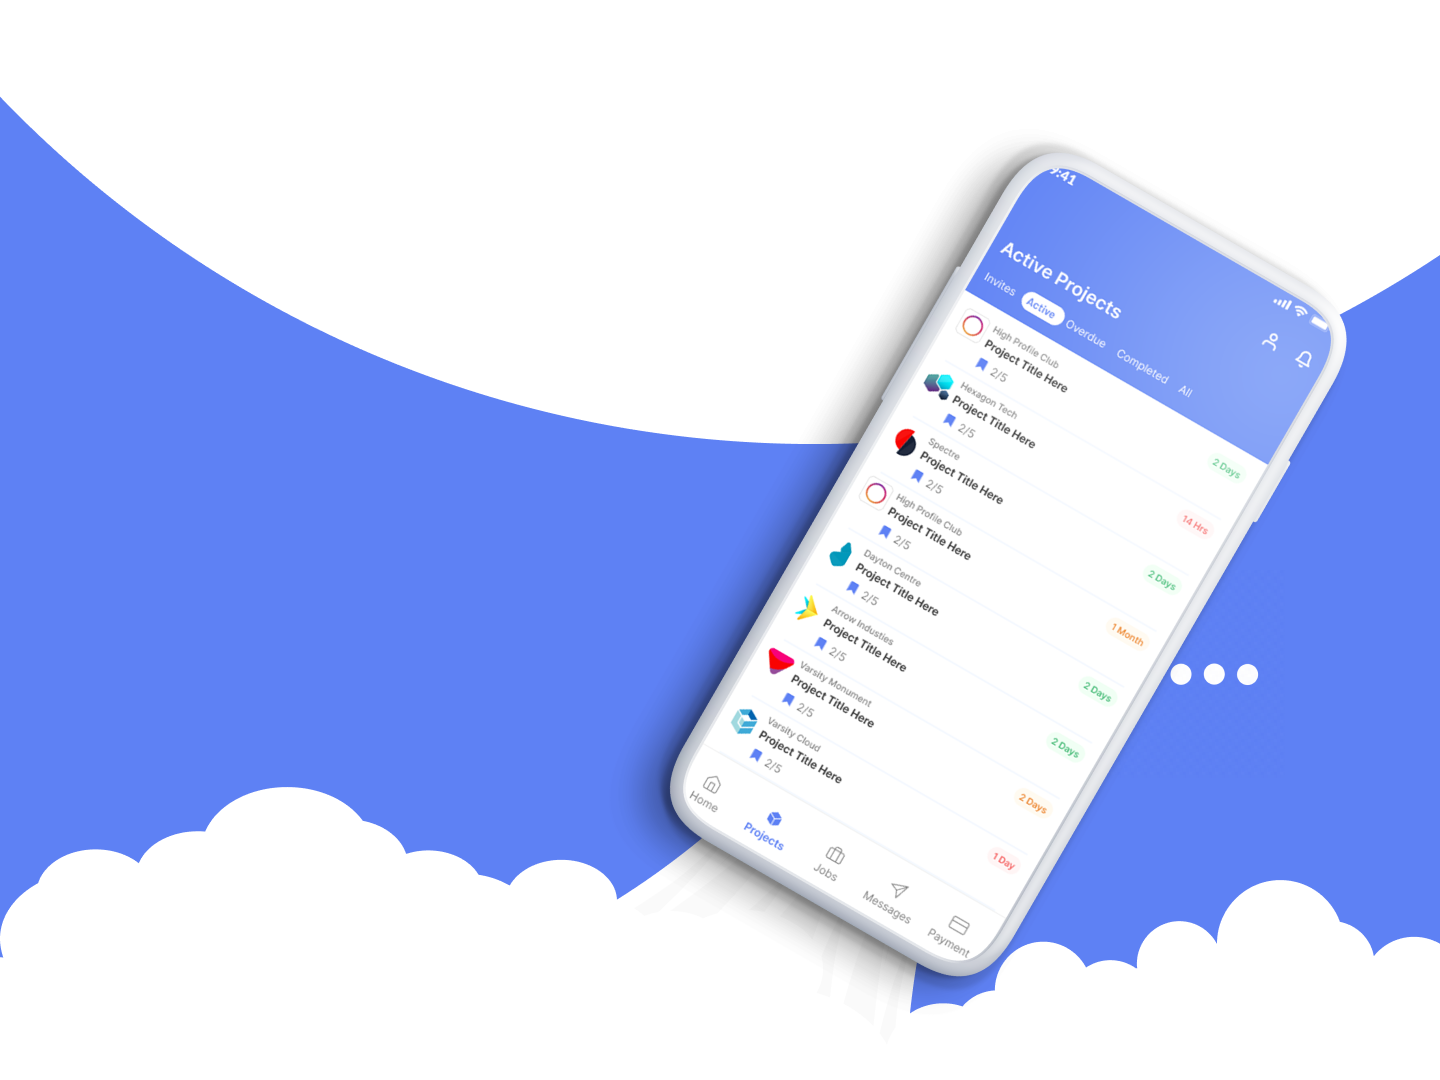 9:41
Active Projects
Invites Active Overdue Completed All
High Profile Club
Project Title Here
2/5
2 Days
Hexagon Tech
Project Title Here
2/5
14 Hrs
Spectre
Project Title Here
2/5
2 Days
High Profile Club
Project Title Here
2/5
1 Month
Dayton Centre
Project Title Here
2/5
2 Days
Arrow Industies
Project Title Here
2/5
2 Days
Varsity Monument
Project Title Here
2/5
2 Days
Varsity Cloud
Project Title Here
2/5
1 Day
Home Projects Jobs Messages Payment